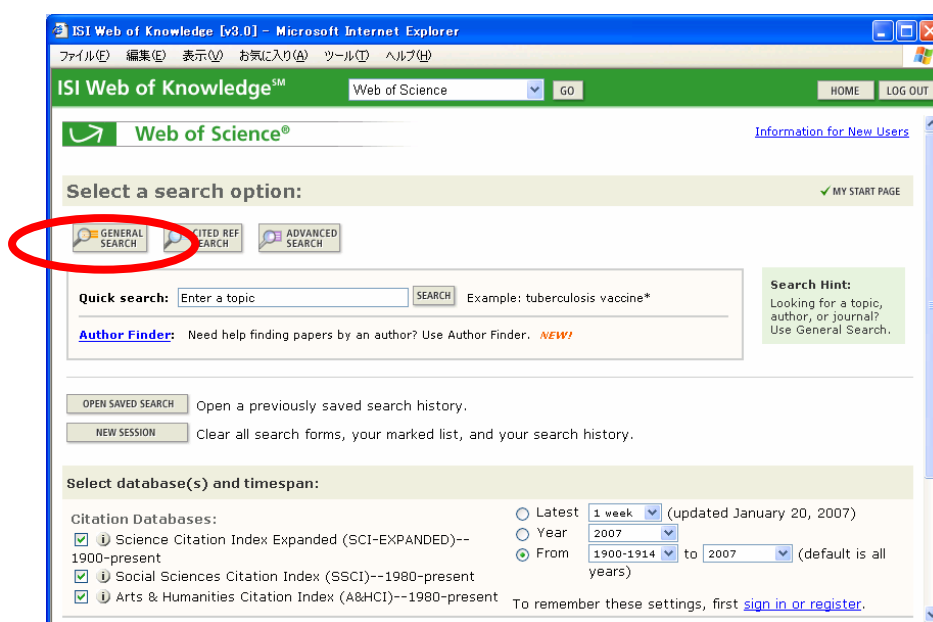 ISI Web of Knowledge [v3.0] - Microsoft Internet Explorer
ファイル(F) 編集(E) 表示(V) お気に入り(A) ツール(T) ヘルプ(H)
ISI Web of Knowledge℠ Web of Science GO HOME LOG OUT
Web of Science® Information for New Users
Select a search option: MY START PAGE
GENERAL SEARCH CITED REF SEARCH ADVANCED SEARCH
Quick search: Enter a topic SEARCH Example: tuberculosis vaccine*
Author Finder: Need help finding papers by an author? Use Author Finder. NEW!
Search Hint:
Looking for a topic,
author, or journal?
Use General Search.
OPEN SAVED SEARCH Open a previously saved search history.
NEW SESSION Clear all search forms, your marked list, and your search history.
Select database(s) and timespan:
Citation Databases:
Science Citation Index Expanded (SCI-EXPANDED)--
1900-present
Social Sciences Citation Index (SSCI)--1980-present
Arts & Humanities Citation Index (A&HCI)--1980-present
Latest 1 week (updated January 20, 2007)
Year 2007
From 1900-1914 to 2007 (default is all
years)
To remember these settings, first sign in or register.